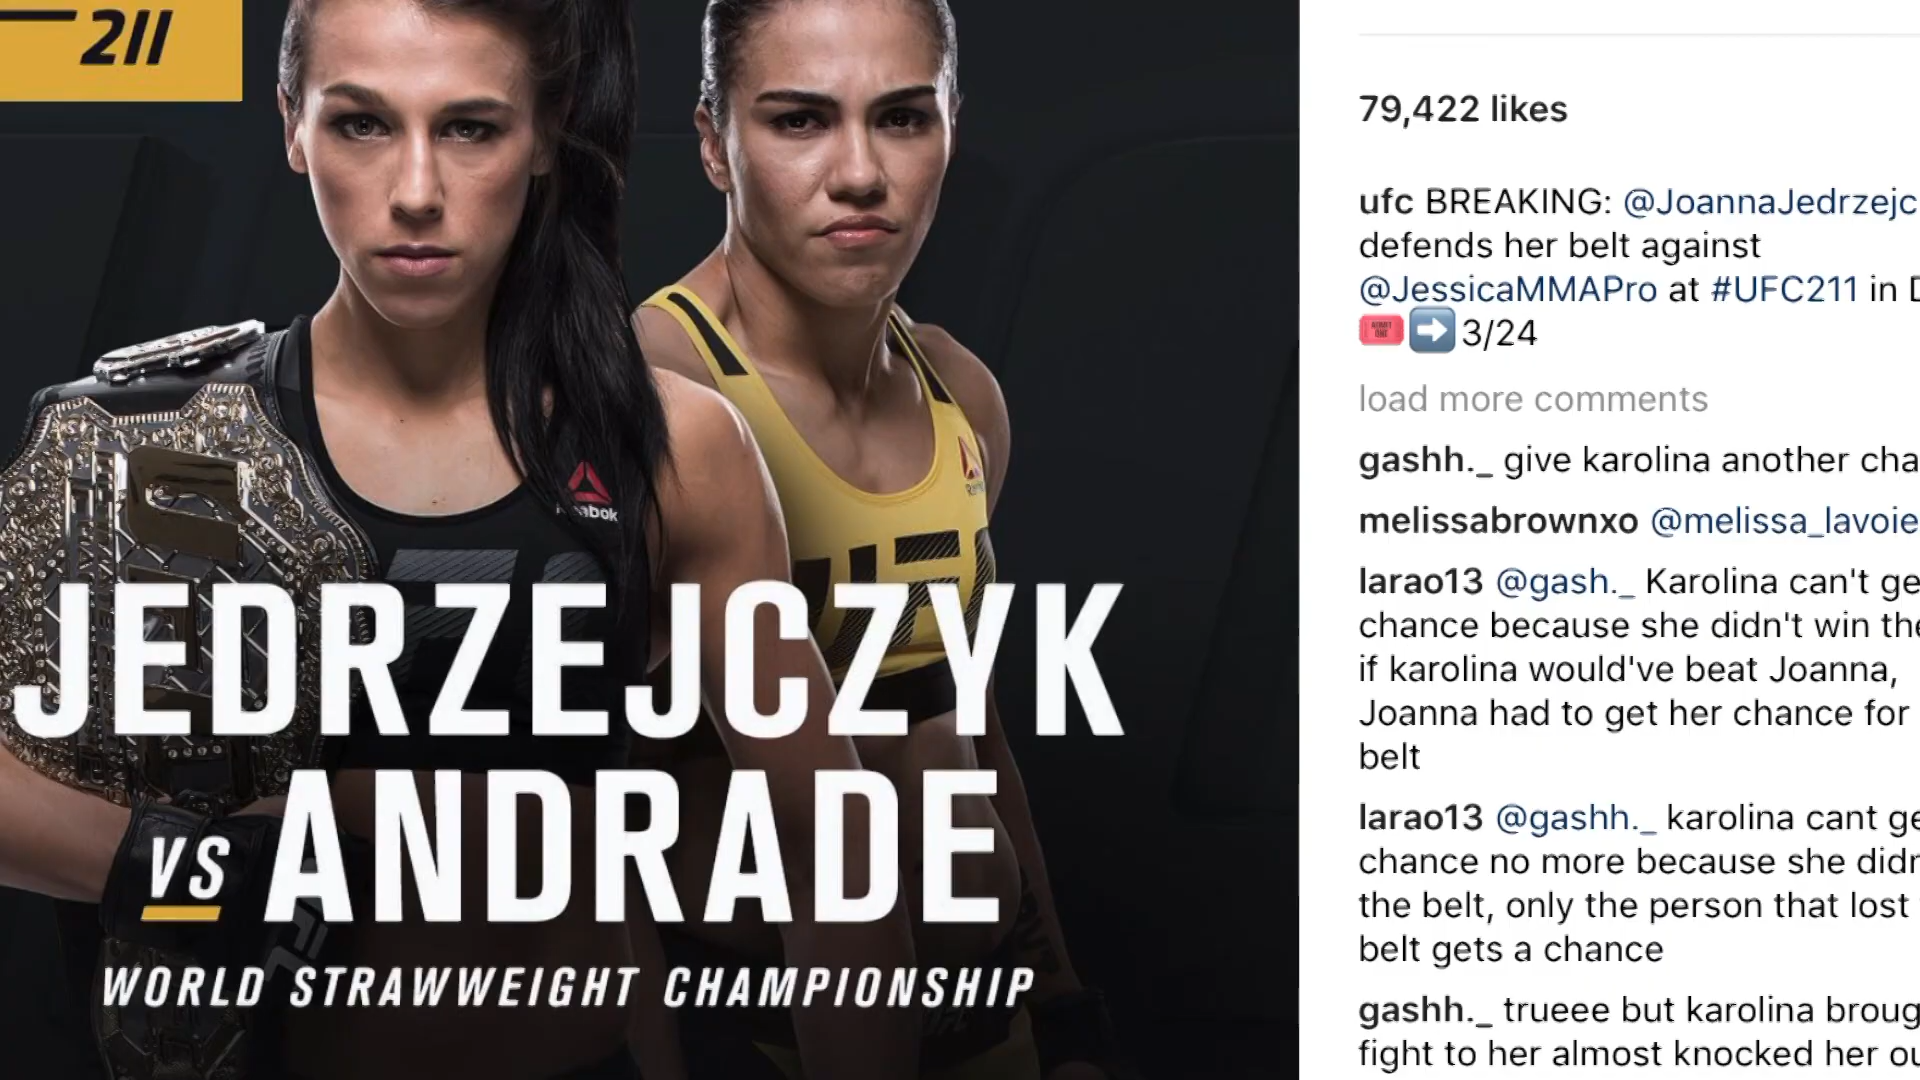 211
Reebok
UFC
JEDRZEJCZYK
VS ANDRADE
WORLD STRAWWEIGHT CHAMPIONSHIP
79,422 likes
ufc BREAKING: @JoannaJedrzejc
defends her belt against
@JessicaMMAPro at #UFC211 in D
3/24
load more comments
gashh._ give karolina another cha
melissabrownxo @melissa_lavoie
larao13 @gash._ Karolina can't ge
chance because she didn't win the
if karolina would've beat Joanna,
Joanna had to get her chance for
belt
larao13 @gashh._ karolina cant ge
chance no more because she didn
the belt, only the person that lost
belt gets a chance
gashh._ trueee but karolina broug
fight to her almost knocked her ou